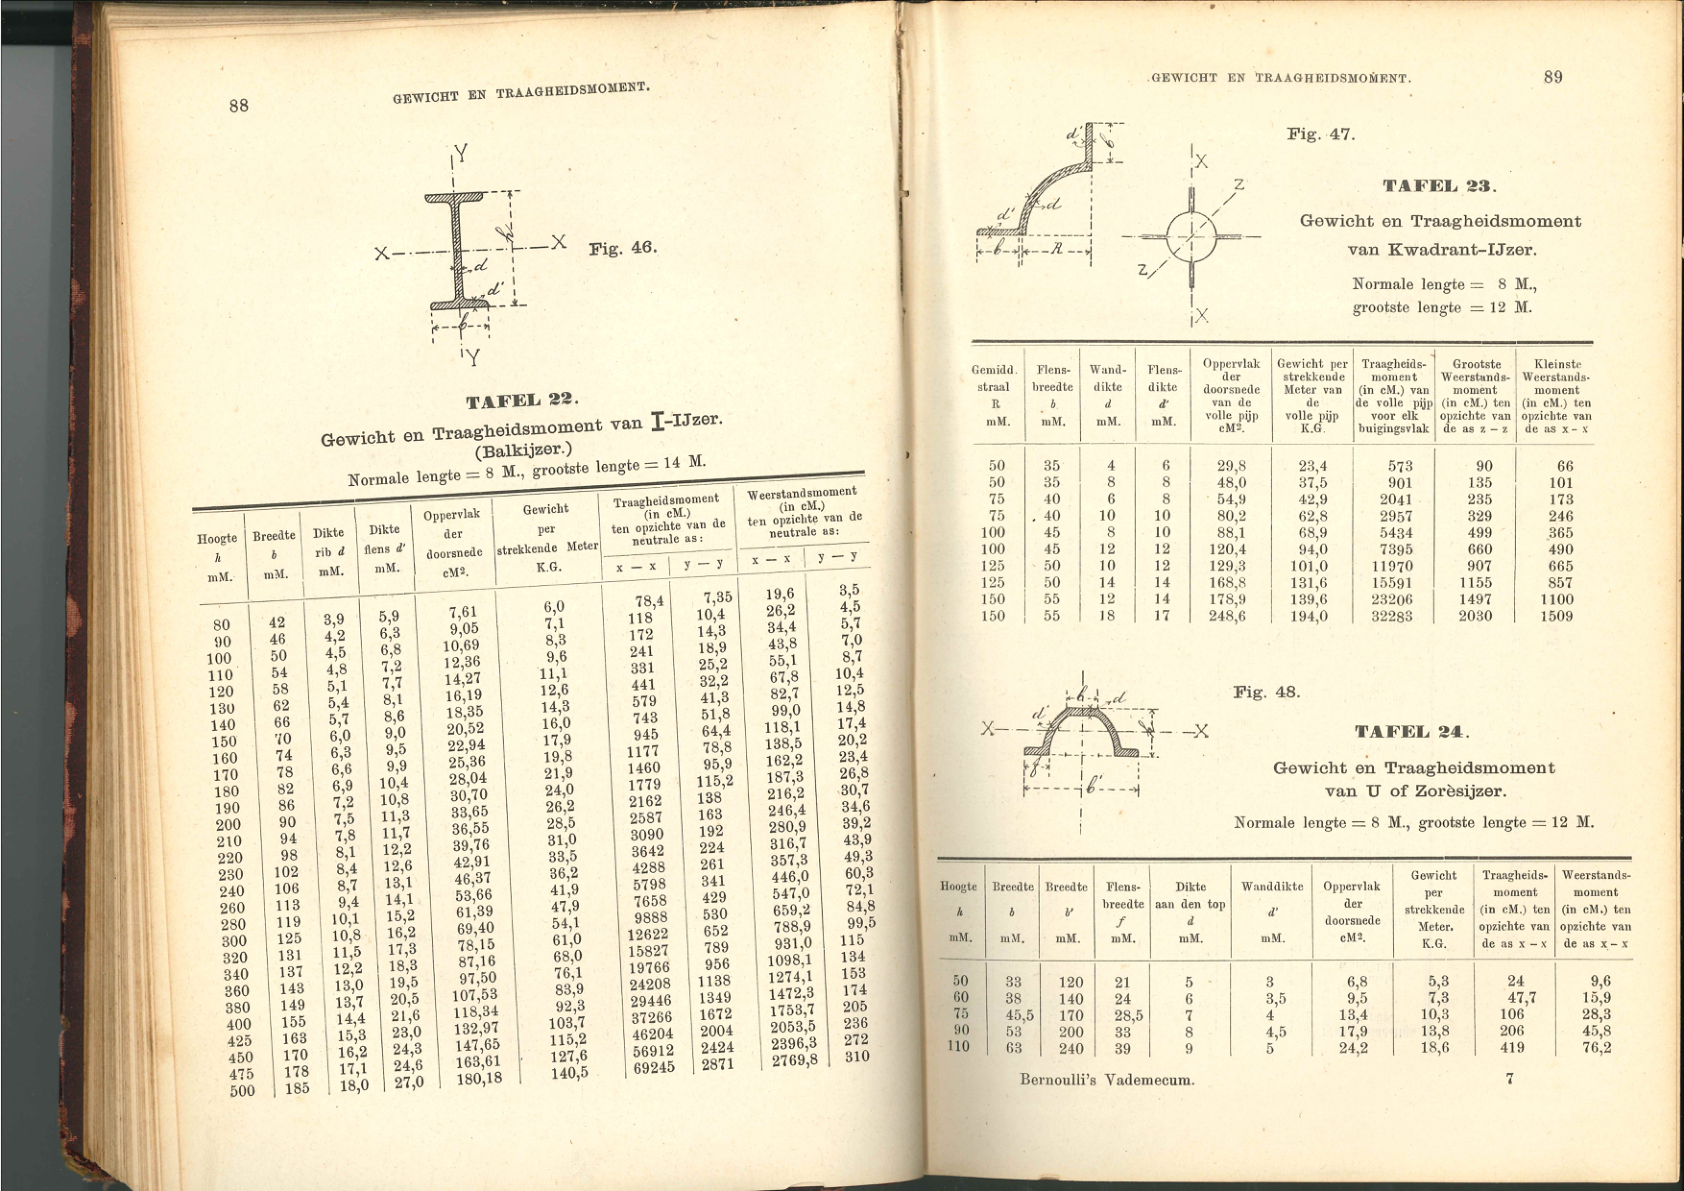 88 GEWICHT EN TRAAGHEIDSMOMENT.
Y
X X
h
d
d'
b
Y
Fig. 46.
TAFEL 22.
Gewicht en Traagheidsmoment van I-IJzer.
(Balkijzer.)
Normale lengte = 8 M., grootste lengte = 14 M.
Hoogte h mM. Breedte b mM. Dikte rib d mM. Dikte flens d' mM. Oppervlak der doorsnede cM². Gewicht per strekkende Meter K.G. Traagheidsmoment (in cM.) ten opzichte van de neutrale as: Weerstandsmoment (in cM.) ten opzichte van de neutrale as:
x — x y — y x — x y — y
80 42 3,9 5,9 7,61 6,0 78,4 7,35 19,6 3,5
90 46 4,2 6,3 9,05 7,1 118 10,4 26,2 4,5
100 50 4,5 6,8 10,69 8,3 172 14,3 34,4 5,7
110 54 4,8 7,2 12,36 9,6 241 18,9 43,8 7,0
120 58 5,1 7,7 14,27 11,1 331 25,2 55,1 8,7
130 62 5,4 8,1 16,19 12,6 441 32,2 67,8 10,4
140 66 5,7 8,6 18,35 14,3 579 41,3 82,7 12,5
150 70 6,0 9,0 20,52 16,0 743 51,8 99,0 14,8
160 74 6,3 9,5 22,94 17,9 945 64,4 118,1 17,4
170 78 6,6 9,9 25,36 19,8 1177 78,8 138,5 20,2
180 82 6,9 10,4 28,04 21,9 1460 95,9 162,2 23,4
190 86 7,2 10,8 30,70 24,0 1779 115,2 187,3 26,8
200 90 7,5 11,3 33,65 26,2 2162 138 216,2 30,7
210 94 7,8 11,7 36,55 28,5 2587 163 246,4 34,6
220 98 8,1 12,2 39,76 31,0 3090 192 280,9 39,2
230 102 8,4 12,6 42,91 33,5 3642 224 316,7 43,9
240 106 8,7 13,1 46,37 36,2 4288 261 357,3 49,3
260 113 9,4 14,1 53,66 41,9 5798 341 446,0 60,3
280 119 10,1 15,2 61,39 47,9 7658 429 547,0 72,1
300 125 10,8 16,2 69,40 54,1 9888 530 659,2 84,8
320 131 11,5 17,3 78,15 61,0 12622 652 788,9 99,5
340 137 12,2 18,3 87,16 68,0 15827 789 931,0 115
360 143 13,0 19,5 97,50 76,1 19766 956 1098,1 134
380 149 13,7 20,5 107,53 83,9 24208 1138 1274,1 153
400 155 14,4 21,6 118,34 92,3 29446 1349 1472,3 174
425 163 15,3 23,0 132,97 103,7 37266 1672 1753,7 205
450 170 16,2 24,3 147,65 115,2 46204 2004 2053,5 236
475 178 17,1 24,6 163,61 127,6 56912 2424 2396,3 272
500 185 18,0 27,0 180,18 140,5 69245 2871 2769,8 310
GEWICHT EN TRAAGHEIDSMOMENT. 89
d' b
d
d'
b R
X
Z
Z
X
Fig. 47.
TAFEL 23.
Gewicht en Traagheidsmoment
van Kwadrant-IJzer.
Normale lengte = 8 M.,
grootste lengte = 12 M.
Gemidd. straal R mM. Flens-breedte b mM. Wand-dikte d mM. Flens-dikte d' mM. Oppervlak der doorsnede van de volle pijp cM². Gewicht per strekkende Meter van de volle pijp K.G. Traagheids-moment (in cM.) van de volle pijp voor elk buigingsvlak Grootste Weerstands-moment (in cM.) ten opzichte van de as z – z Kleinste Weerstands-moment (in cM.) ten opzichte van de as x - x
50 35 4 6 29,8 23,4 573 90 66
50 35 8 8 48,0 37,5 901 135 101
75 40 6 8 54,9 42,9 2041 235 173
75 40 10 10 80,2 62,8 2957 329 246
100 45 8 10 88,1 68,9 5434 499 365
100 45 12 12 120,4 94,0 7395 660 490
125 50 10 12 129,3 101,0 11970 907 665
125 50 14 14 168,8 131,6 15591 1155 857
150 55 12 14 178,9 139,6 23206 1497 1100
150 55 18 17 248,6 194,0 32283 2030 1509
b d
d'
X X
h
f
b'
Fig. 48.
TAFEL 24.
Gewicht en Traagheidsmoment
van U of Zorèsijzer.
Normale lengte = 8 M., grootste lengte = 12 M.
Hoogte h mM. Breedte b mM. Breedte b' mM. Flens-breedte f mM. Dikte aan den top d mM. Wanddikte d' mM. Oppervlak der doorsnede cM². Gewicht per strekkende Meter. K.G. Traagheids-moment (in cM.) ten opzichte van de as x – x Weerstands-moment (in cM.) ten opzichte van de as x – x
50 33 120 21 5 3 6,8 5,3 24 9,6
60 38 140 24 6 3,5 9,5 7,3 47,7 15,9
75 45,5 170 28,5 7 4 13,4 10,3 106 28,3
90 53 200 33 8 4,5 17,9 13,8 206 45,8
110 63 240 39 9 5 24,2 18,6 419 76,2
Bernoulli's Vademecum. 7